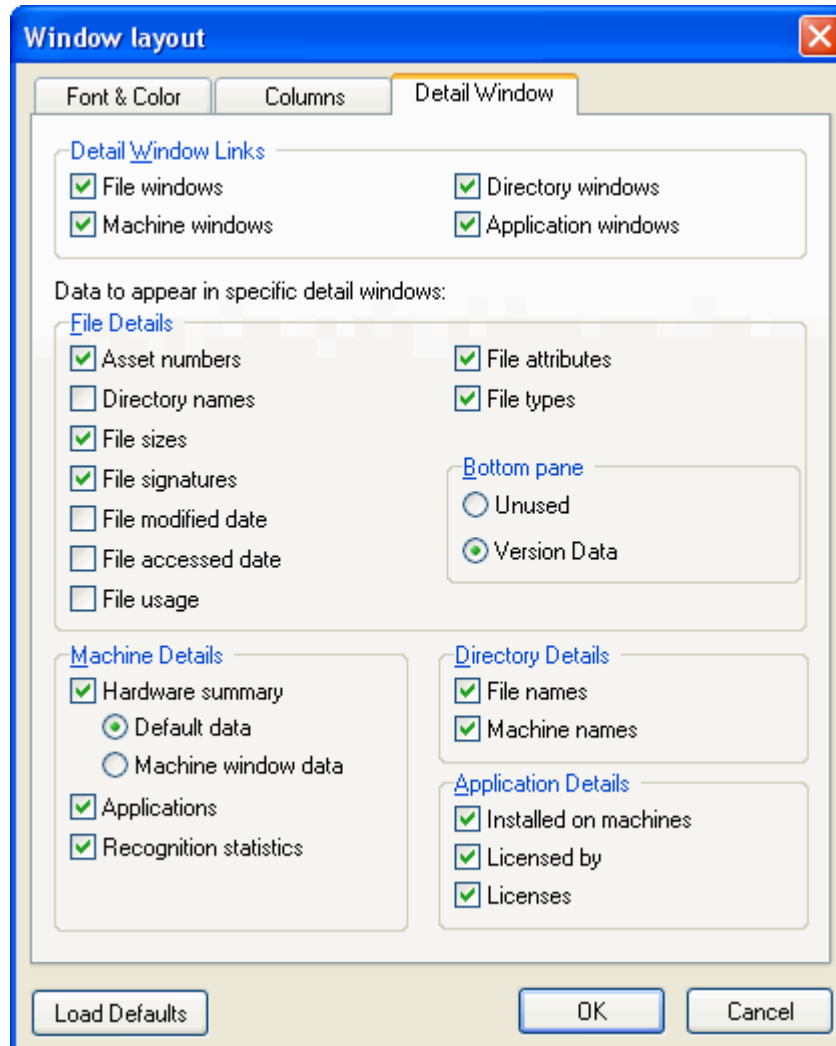 Window layout
Font & Color
Columns
Detail Window
Detail Window Links
File windows
Directory windows
Machine windows
Application windows
Data to appear in specific detail windows:
File Details
Asset numbers
File attributes
Directory names
File types
File sizes
File signatures
File modified date
File accessed date
File usage
Bottom pane
Unused
Version Data
Machine Details
Hardware summary
Default data
Machine window data
Applications
Recognition statistics
Directory Details
File names
Machine names
Application Details
Installed on machines
Licensed by
Licenses
Load Defaults
OK
Cancel